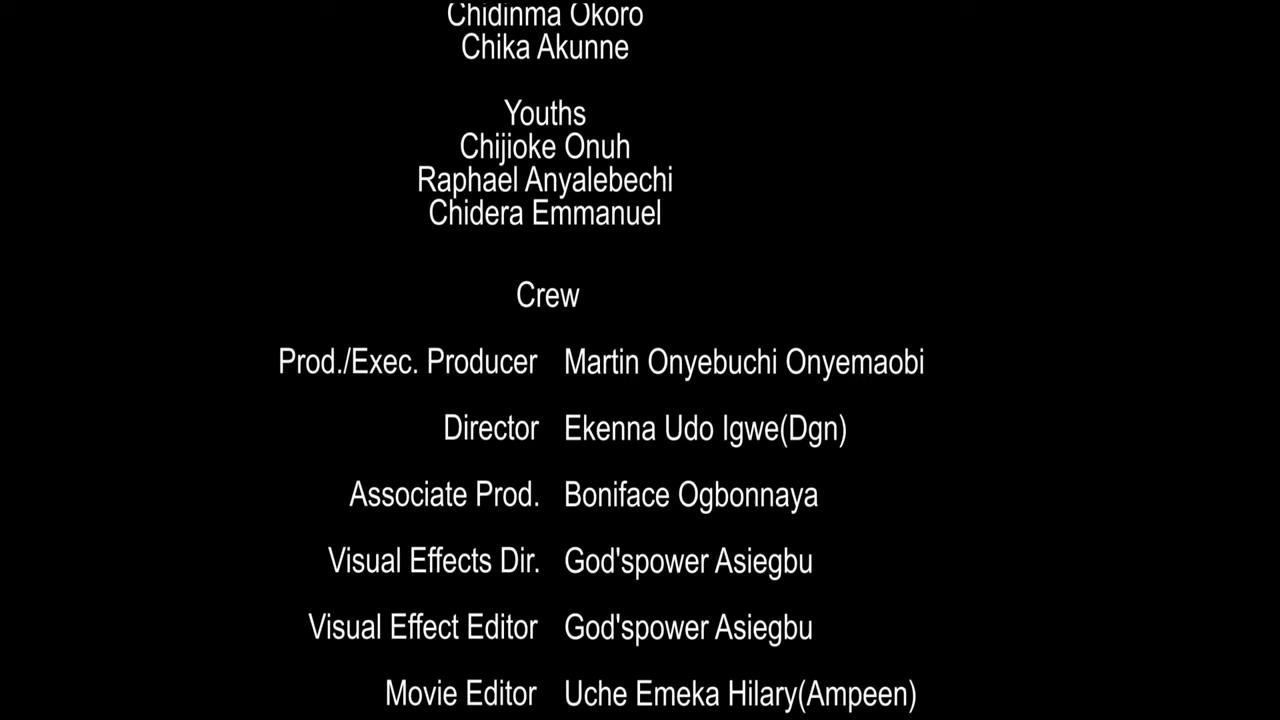 Chidinma Okoro
Chika Akunne
Youths
Chijioke Onuh
Raphael Anyalebechi
Chidera Emmanuel
Crew
Prod./Exec. Producer Martin Onyebuchi Onyemaobi
Director Ekenna Udo Igwe(Dgn)
Associate Prod. Boniface Ogbonnaya
Visual Effects Dir. God'spower Asiegbu
Visual Effect Editor God'spower Asiegbu
Movie Editor Uche Emeka Hilary(Ampeen)